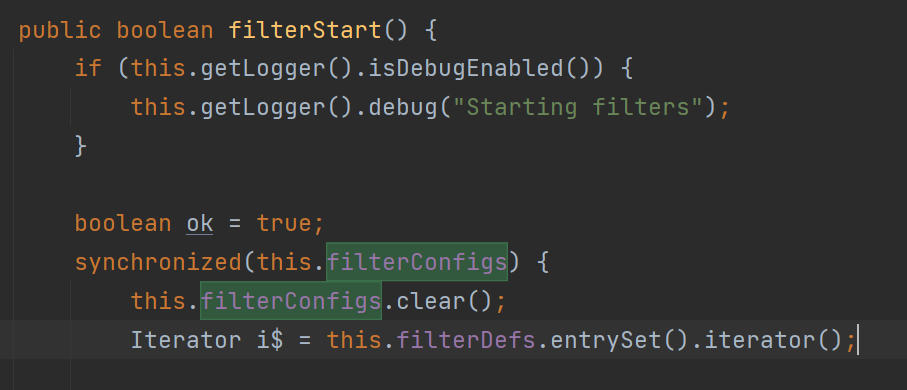 public boolean filterStart() {
    if (this.getLogger().isDebugEnabled()) {
        this.getLogger().debug("Starting filters");
    }
    boolean ok = true;
    synchronized(this.filterConfigs) {
        this.filterConfigs.clear();
        Iterator i$ = this.filterDefs.entrySet().iterator();